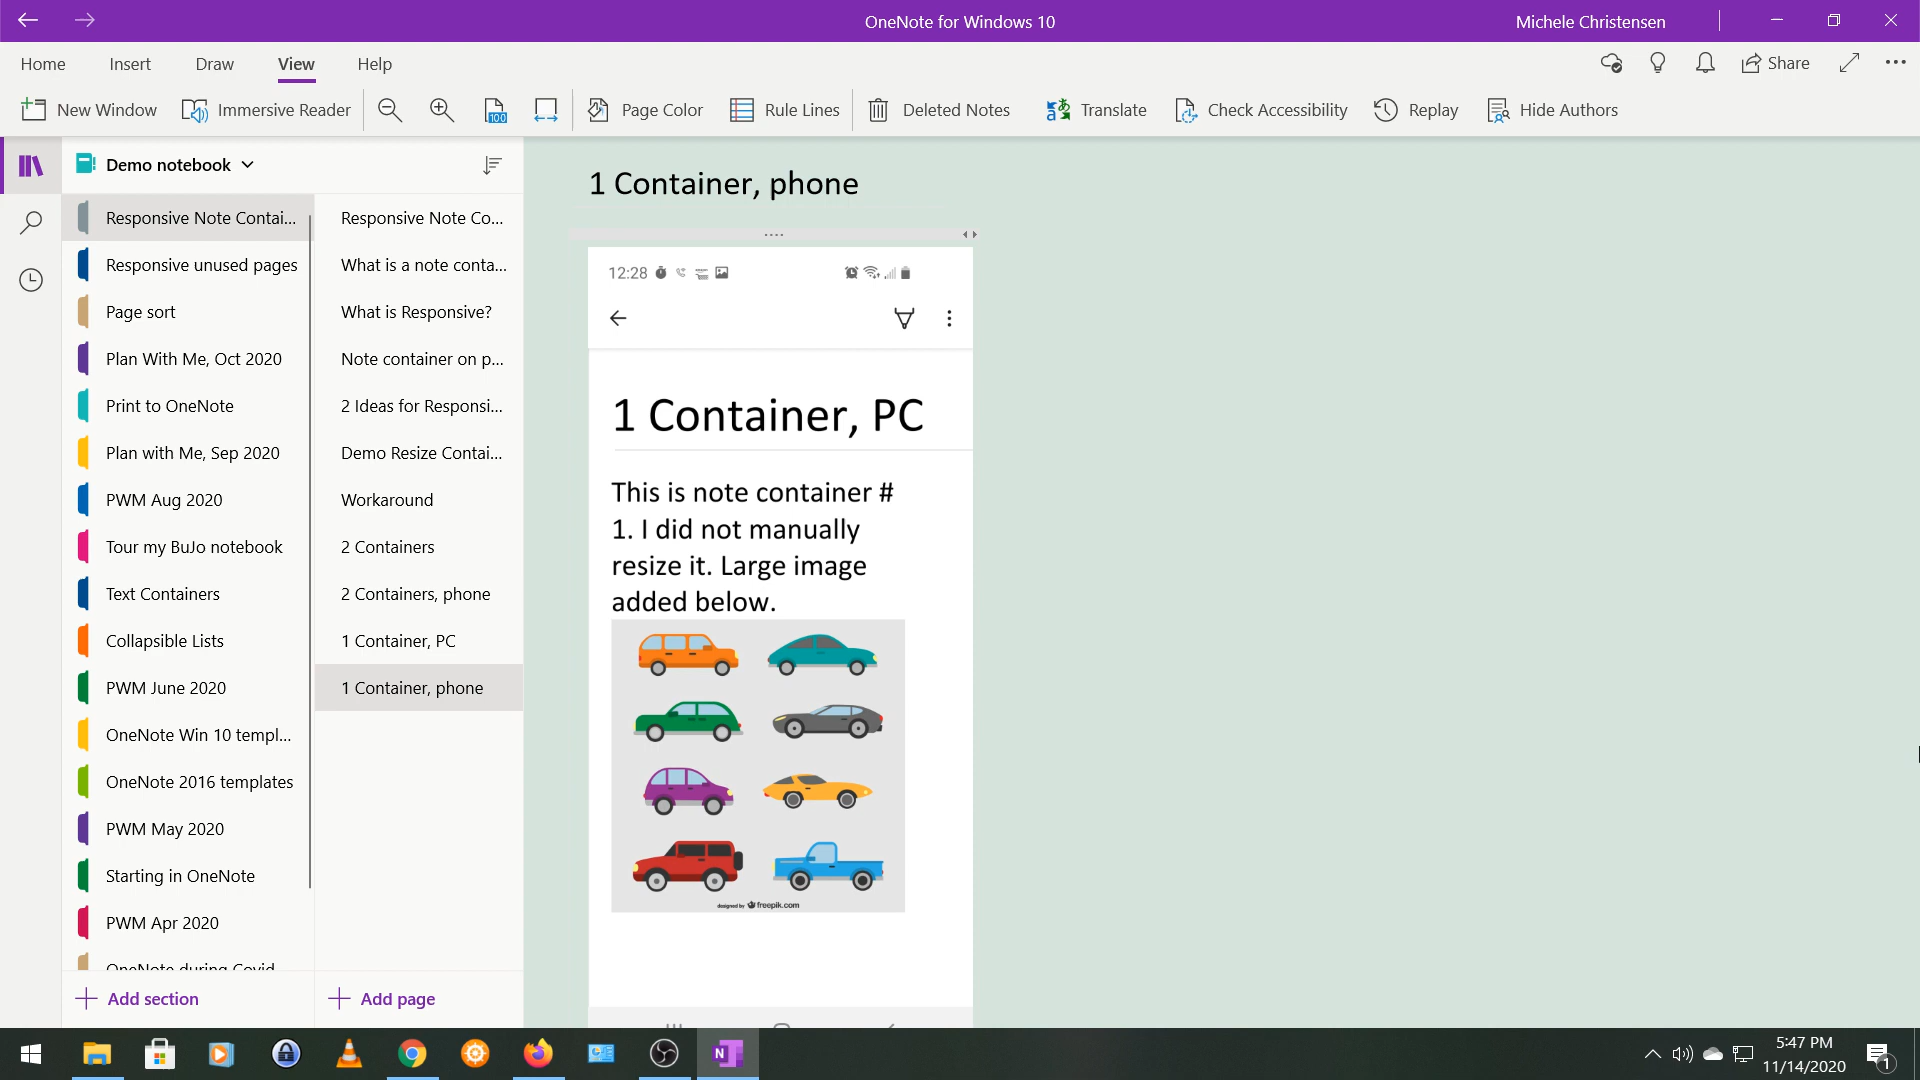 OneNote for Windows 10
Michele Christensen
Home Insert Draw View Help
Share
New Window Immersive Reader 100 Page Color Rule Lines Deleted Notes Translate Check Accessibility Replay Hide Authors
Demo notebook
Responsive Note Contai...
Responsive unused pages
Page sort
Plan With Me, Oct 2020
Print to OneNote
Plan with Me, Sep 2020
PWM Aug 2020
Tour my BuJo notebook
Text Containers
Collapsible Lists
PWM June 2020
OneNote Win 10 templ...
OneNote 2016 templates
PWM May 2020
Starting in OneNote
PWM Apr 2020
OneNote during Covid
Add section
Responsive Note Co...
What is a note conta...
What is Responsive?
Note container on p...
2 Ideas for Responsi...
Demo Resize Contai...
Workaround
2 Containers
2 Containers, phone
1 Container, PC
1 Container, phone
Add page
1 Container, phone
12:28
1 Container, PC
This is note container #
1. I did not manually
resize it. Large image
added below.
designed by freepik.com
N
5:47 PM
11/14/2020
1